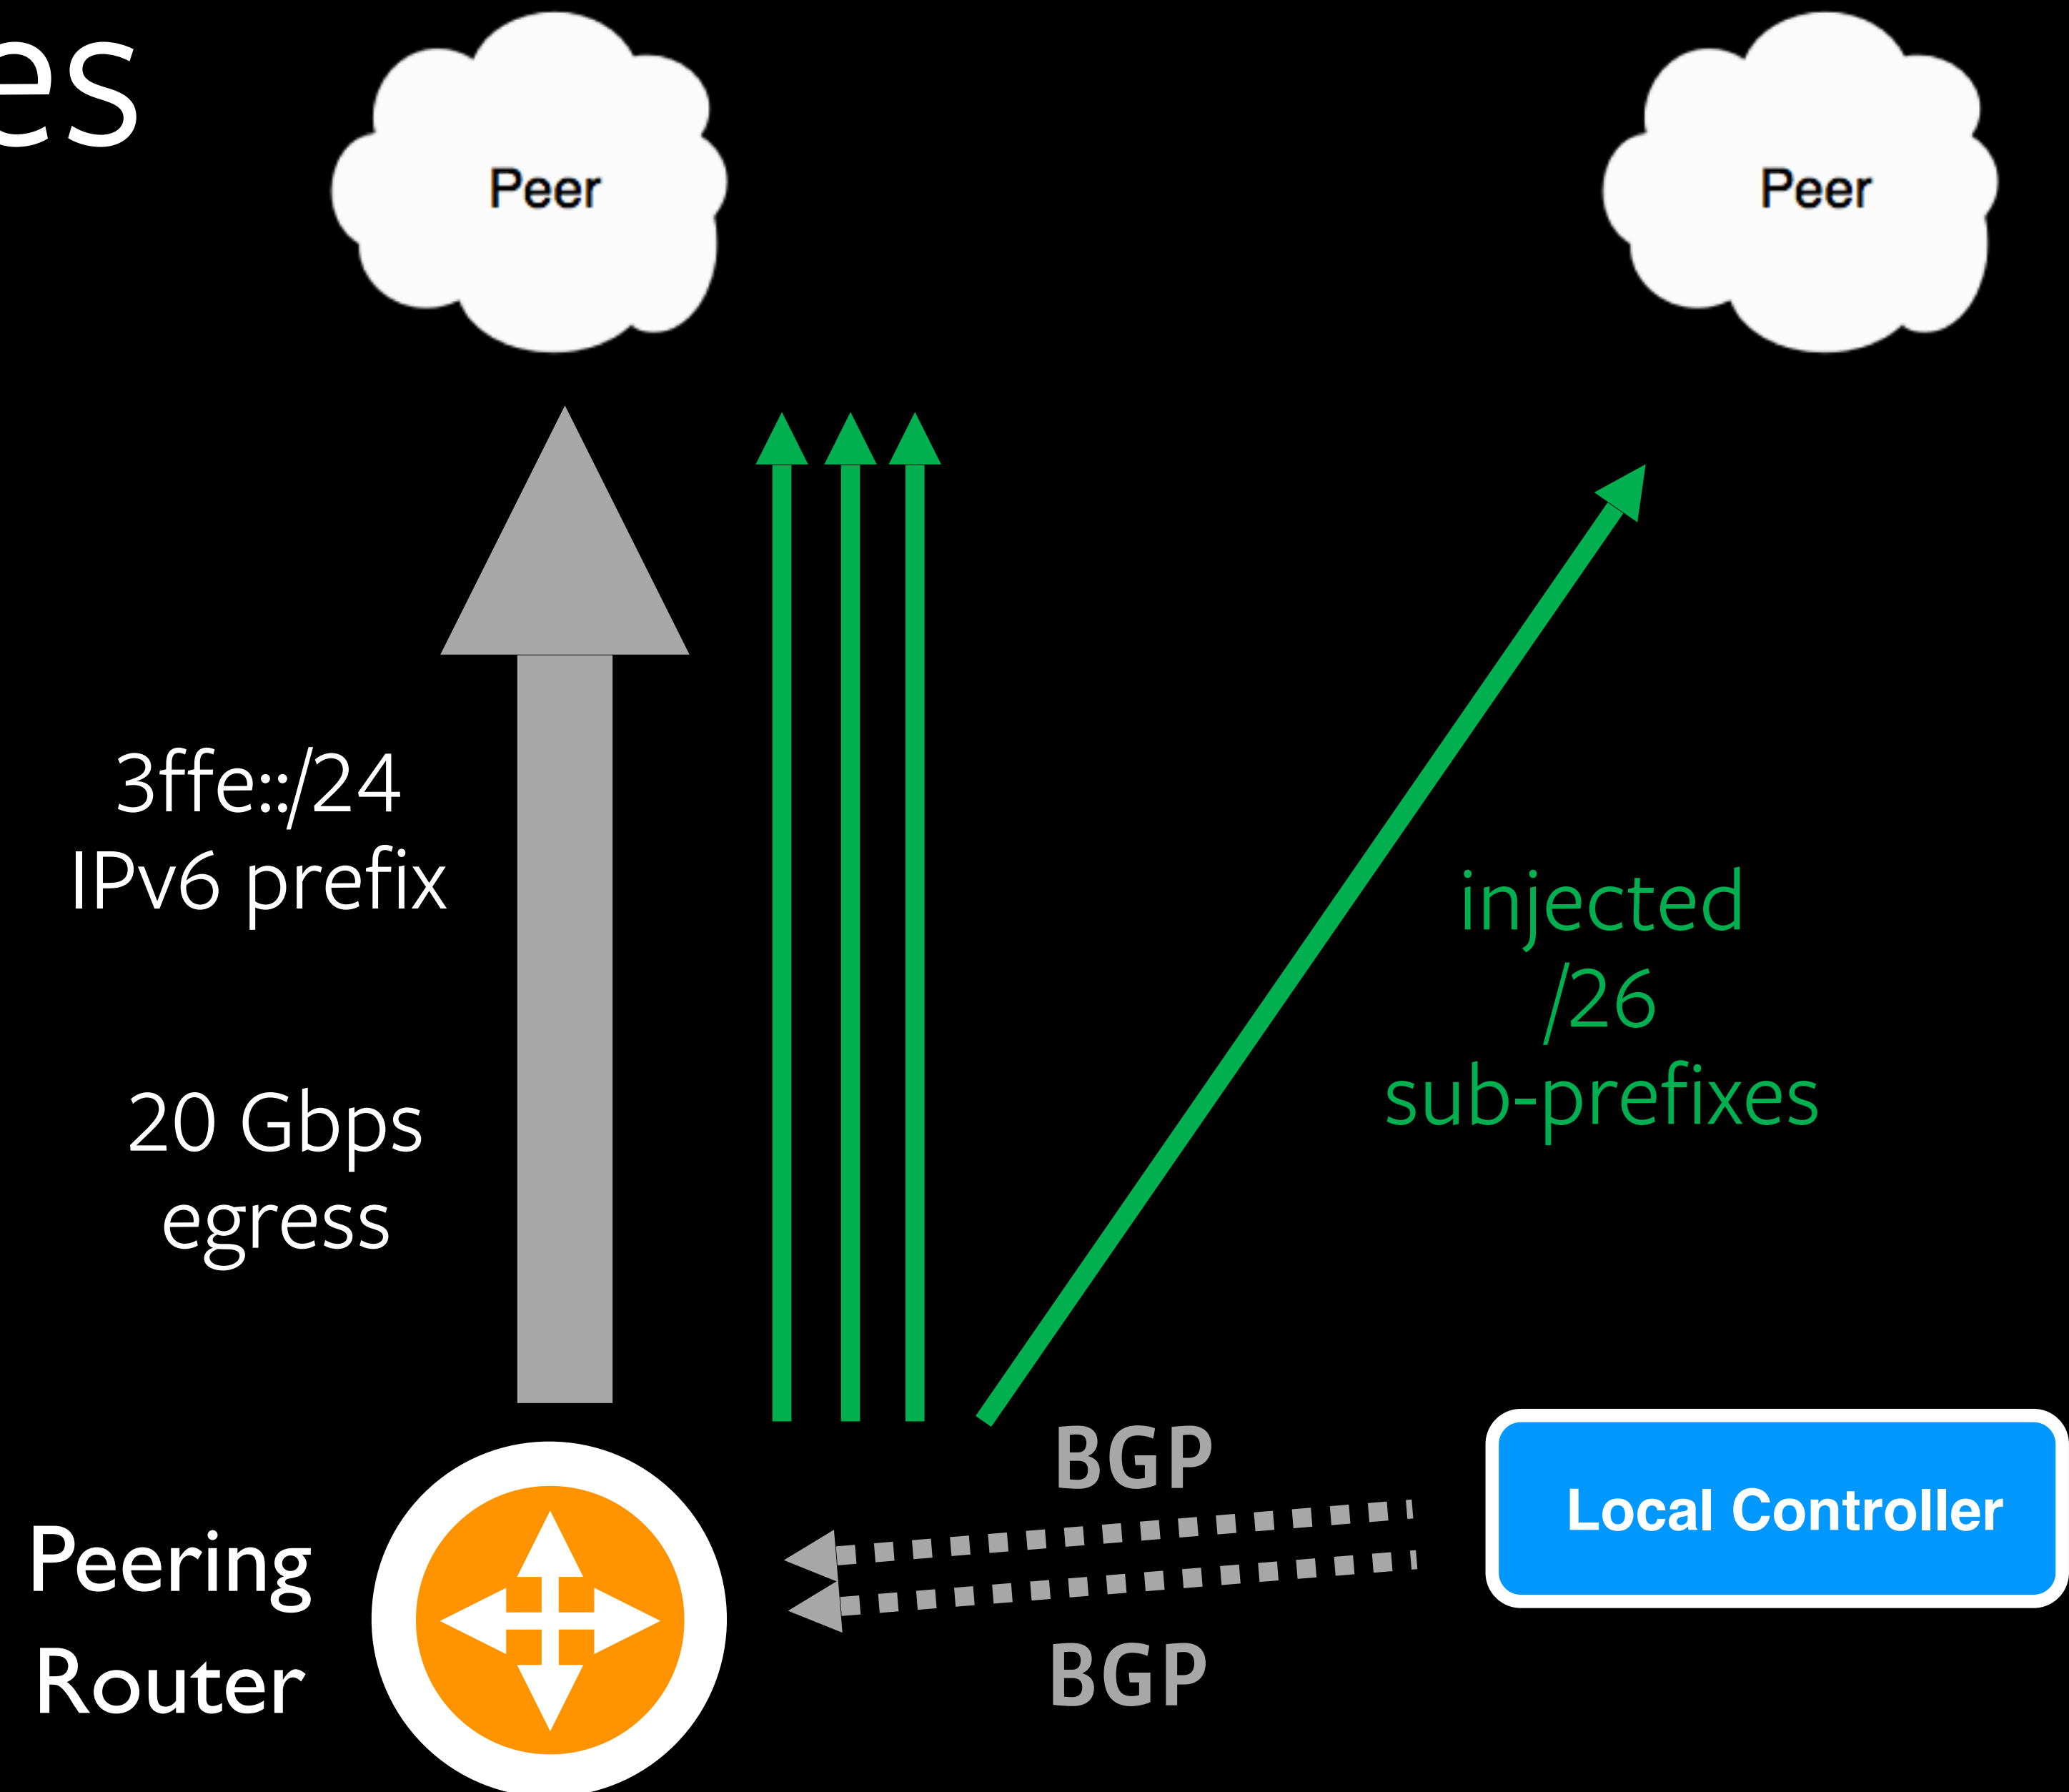 es
Peer
Peer
3ffe::/24
IPv6 prefix
injected
/26
sub-prefixes
20 Gbps
egress
BGP
Local Controller
Peering
Router
BGP